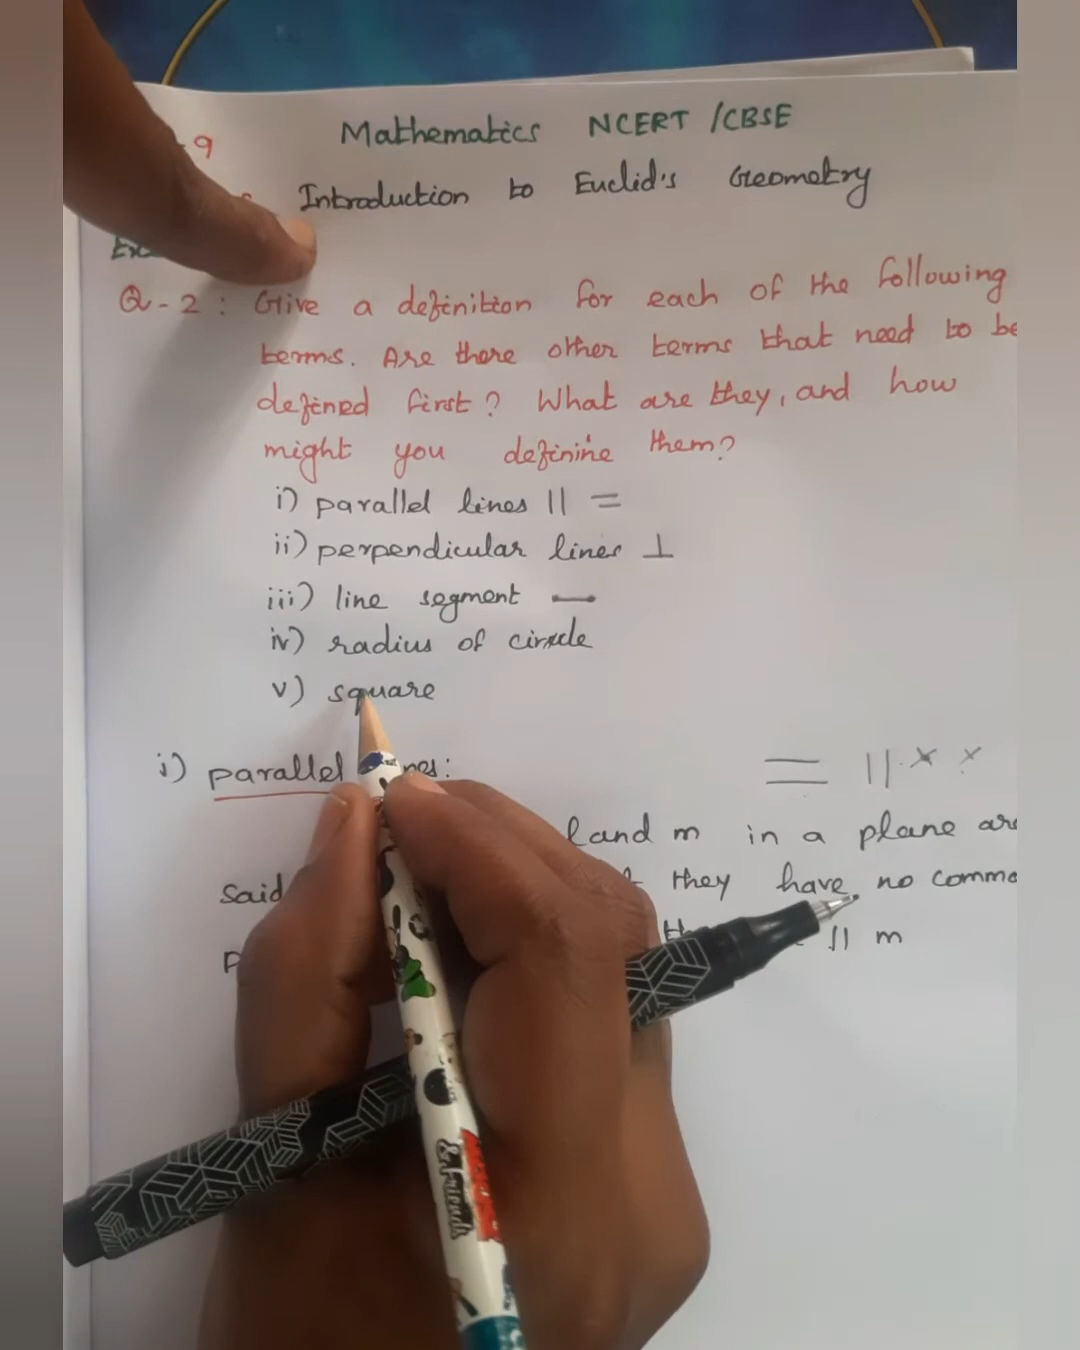 9 Mathematics NCERT /CBSE
Introduction to Euclid's Geometry
Q-2: Give a definition for each of the following
terms. Are there other terms that need to be
defined first? What are they, and how
might you definine them?
i) parallel lines || =
ii) perpendicular lines ⊥
iii) line segment —
iv) radius of circle
v) square
i) parallel = ||
l and m in a plane are
said they have no
|| m
& Friends